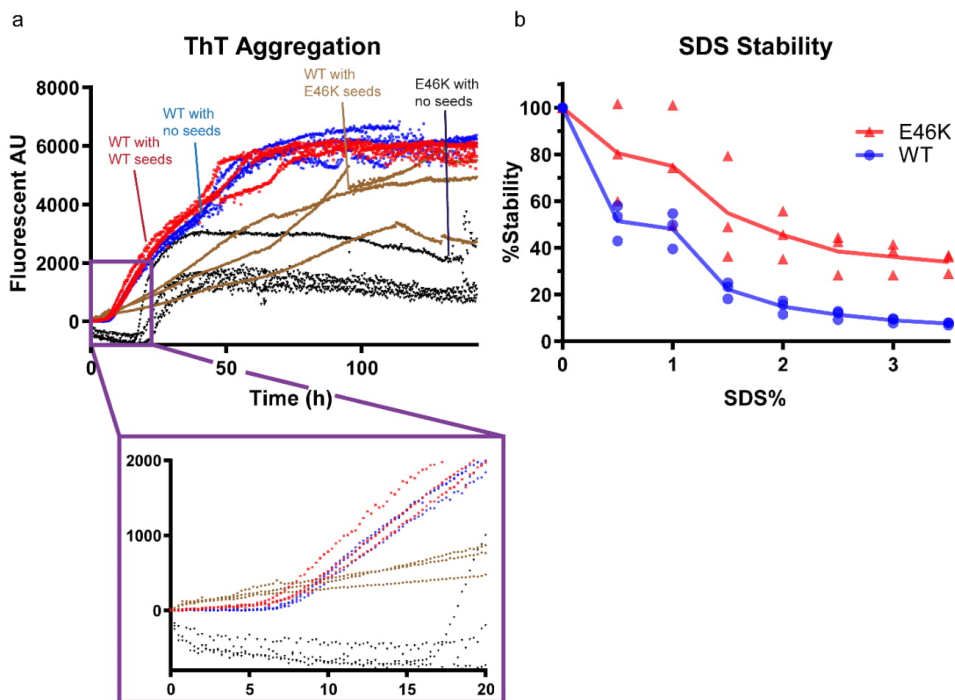 a
ThT Aggregation
Fluorescent AU
8000
6000
4000
2000
0
WT with
WT seeds
WT with
no seeds
WT with
E46K seeds
E46K with
no seeds
0
50
100
Time (h)
2000
1000
0
0
5
10
15
20
b
SDS Stability
%Stability
100
80
60
40
20
0
E46K
WT
0
1
2
3
SDS%